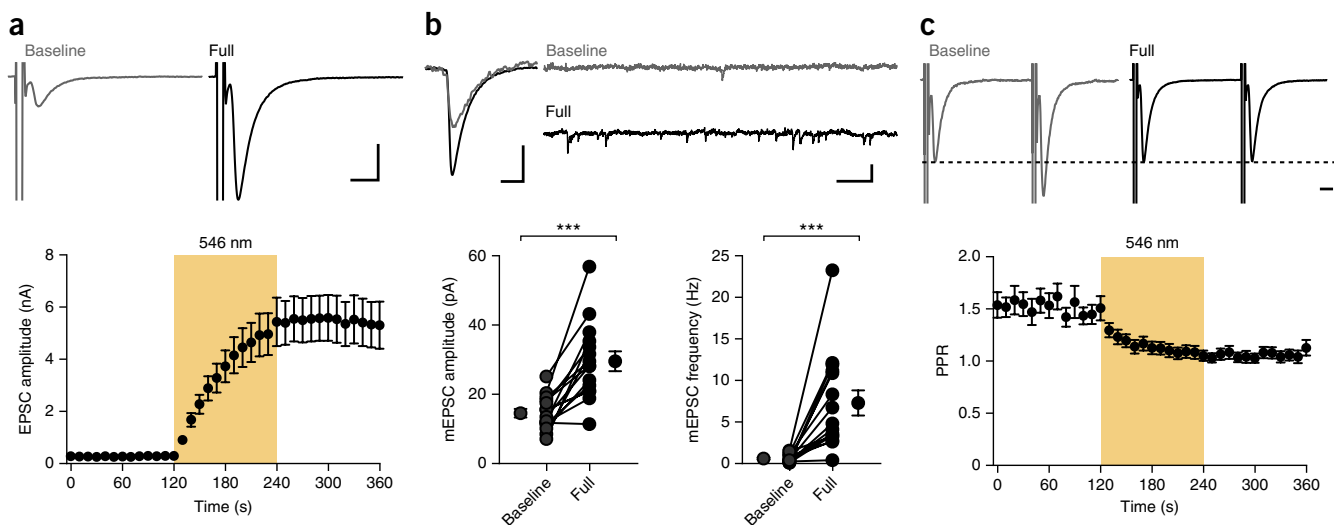 a
Baseline
Full
546 nm
EPSC amplitude (nA)
8
6
4
2
0
0 60 120 180 240 300 360
Time (s)
b
Baseline
Full
***
mEPSC amplitude (pA)
60
40
20
0
Baseline
Full
***
mEPSC frequency (Hz)
25
20
15
10
5
0
Baseline
Full
c
Baseline
Full
546 nm
PPR
2.0
1.5
1.0
0.5
0
0 60 120 180 240 300 360
Time (s)